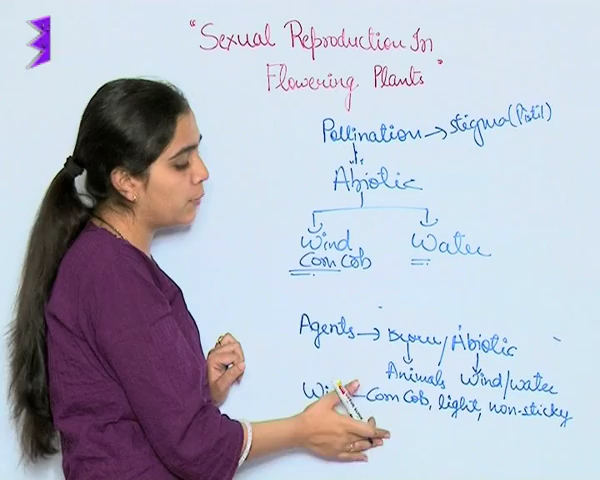 "Sexual Reproduction In
Flowering Plants"
Pollination → stigma (Pistil)
Abiotic
Wind Water
Corn Cob
Agents → / Abiotic
Animals Wind/water
Corn Cob, light, non-sticky